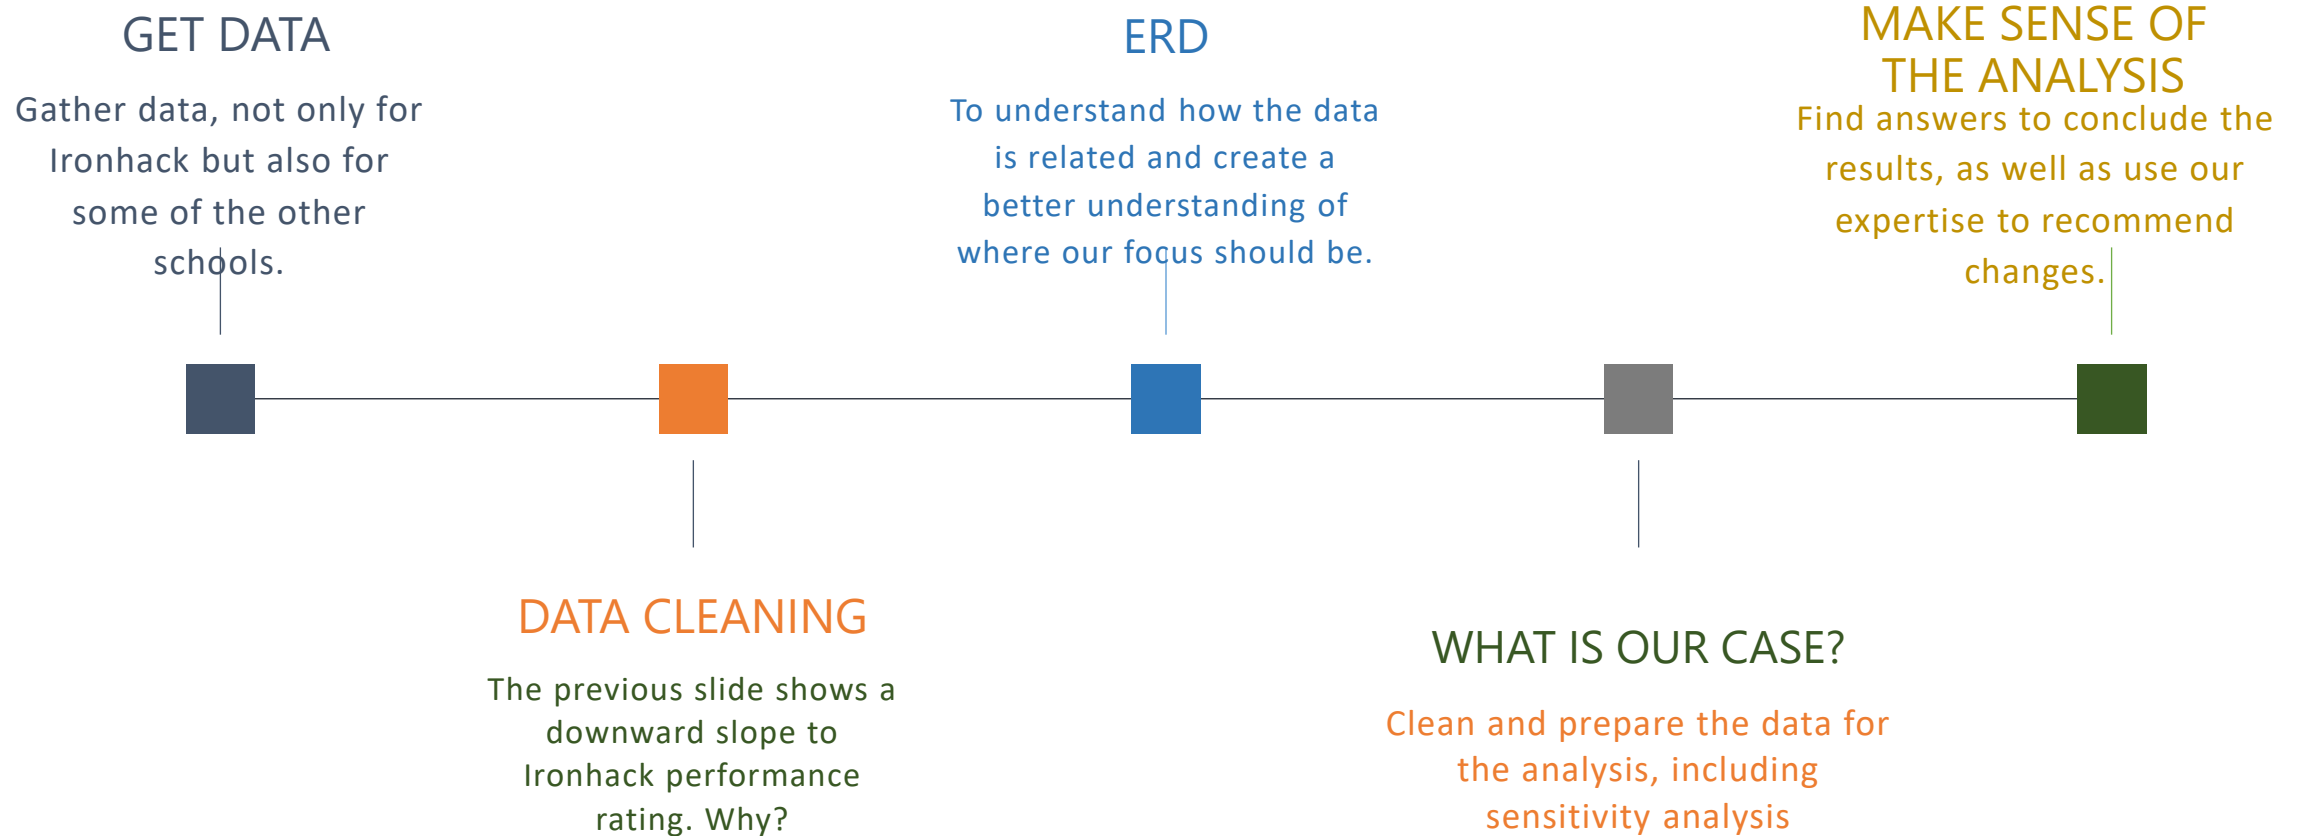 GET DATA
Gather data, not only for
Ironhack but also for
some of the other
schools.
DATA CLEANING
The previous slide shows a
downward slope to
Ironhack performance
rating. Why?
ERD
To understand how the data
is related and create a
better understanding of
where our focus should be.
WHAT IS OUR CASE?
Clean and prepare the data for
the analysis, including
sensitivity analysis
MAKE SENSE OF
THE ANALYSIS
Find answers to conclude the
results, as well as use our
expertise to recommend
changes.